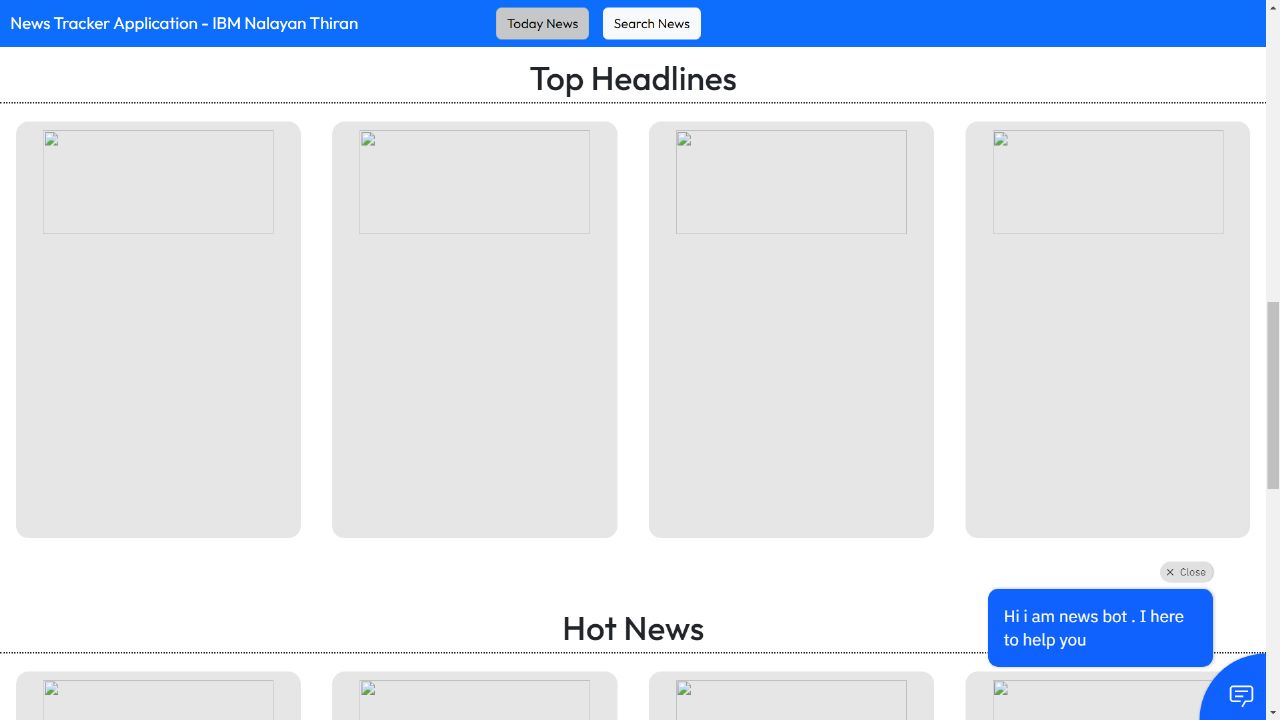 News Tracker Application - IBM Nalayan Thiran
Today News
Search News
Top Headlines
Close
Hi i am news bot . I here
to help you
Hot News